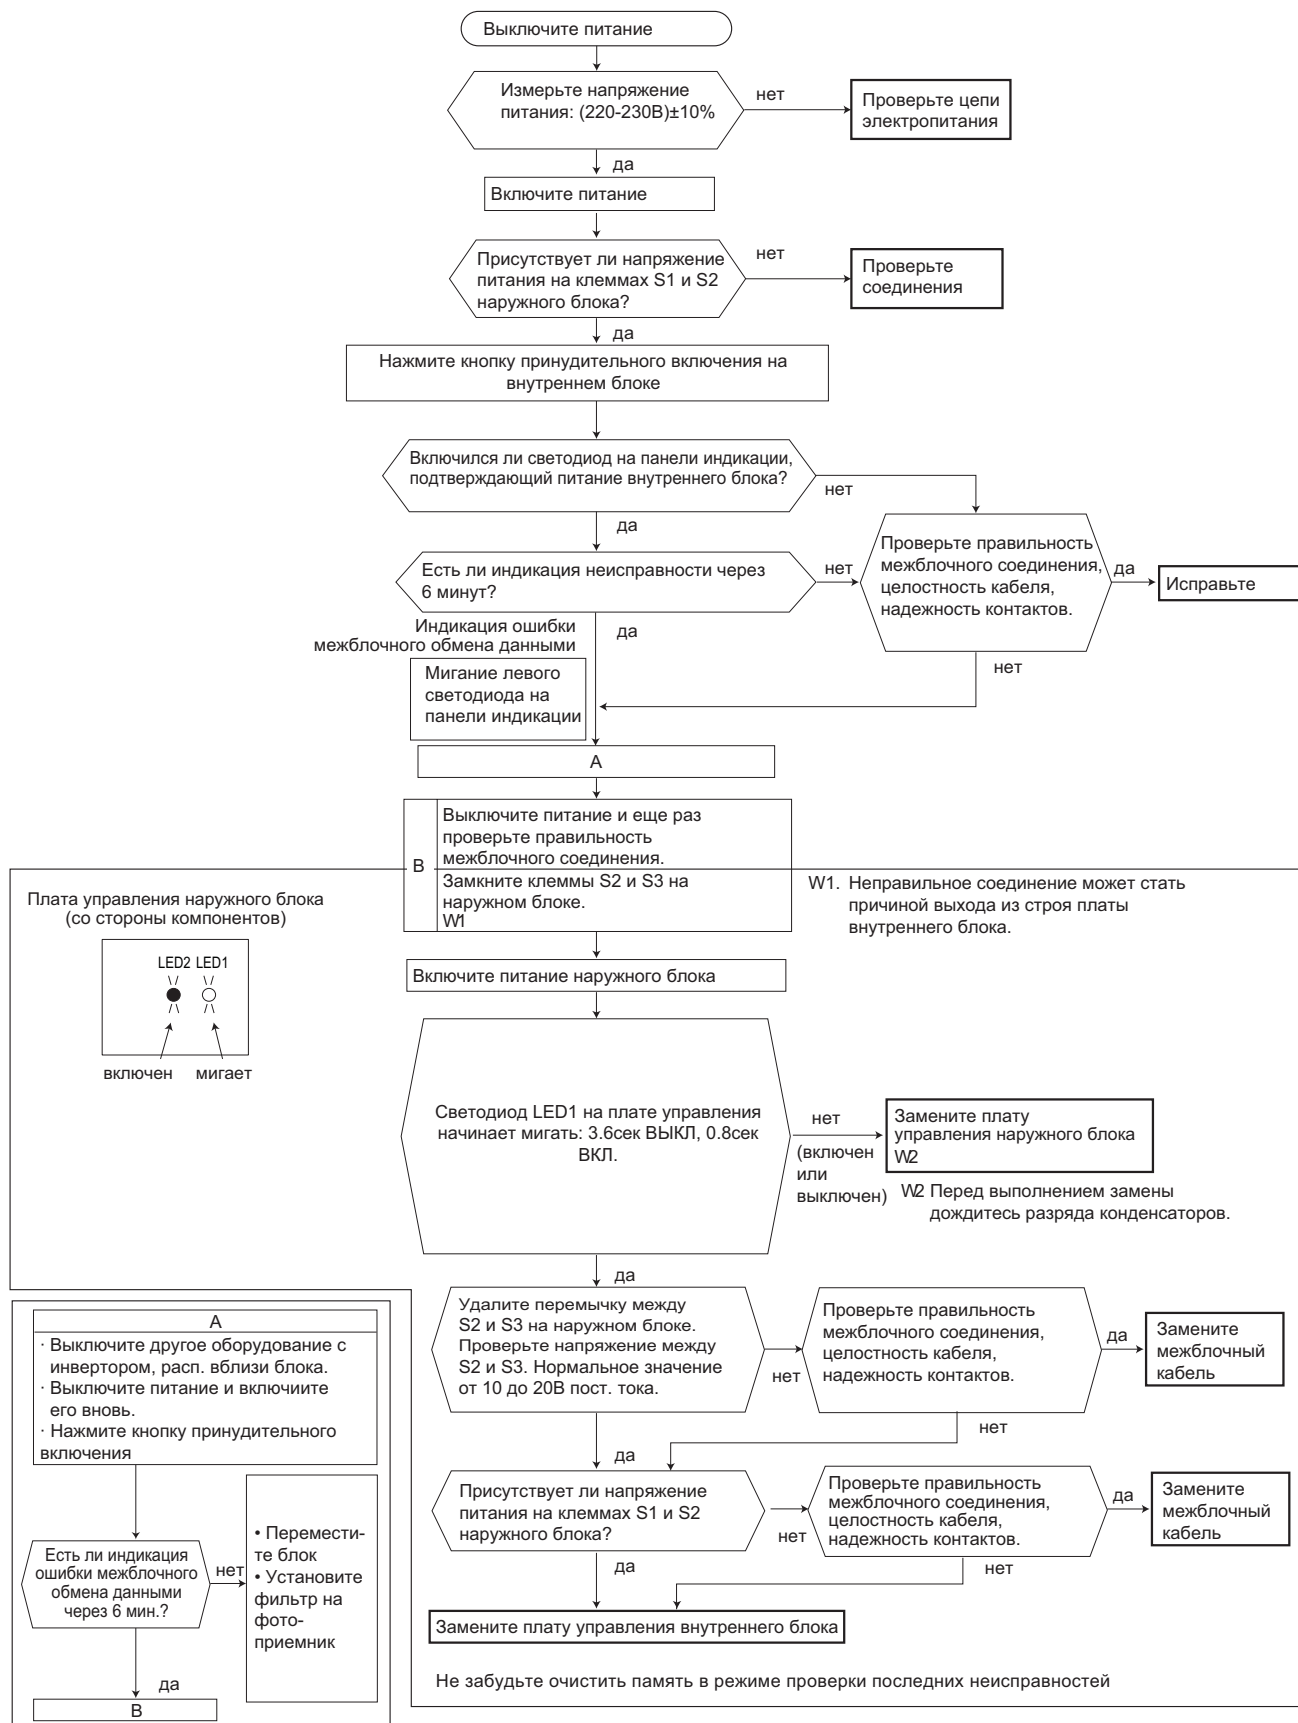 Выключите питание
Измерьте напряжение
питания: (220-230В)±10%
нет
Проверьте цепи
электропитания
да
Включите питание
Присутствует ли напряжение
питания на клеммах S1 и S2
наружного блока?
нет
Проверьте
соединения
да
Нажмите кнопку принудительного включения на
внутреннем блоке
Включился ли светодиод на панели индикации,
подтверждающий питание внутреннего блока?
нет
да
Проверьте правильность
межблочного соединения,
целостность кабеля,
надежность контактов.
да
Исправьте
Есть ли индикация неисправности через
6 минут?
нет
Индикация ошибки
межблочного обмена данными
да
нет
Мигание левого
светодиода на
панели индикации
A
B
Выключите питание и еще раз
проверьте правильность
межблочного соединения.
Замкните клеммы S2 и S3 на
наружном блоке.
W1
W1. Неправильное соединение может стать
причиной выхода из строя платы
внутреннего блока.
Плата управления наружного блока
(со стороны компонентов)
LED2 LED1
включен мигает
Включите питание наружного блока
Светодиод LED1 на плате управления
начинает мигать: 3.6сек ВЫКЛ, 0.8сек
ВКЛ.
нет
(включен
или
выключен)
Замените плату
управления наружного блока
W2
W2 Перед выполнением замены
дождитесь разряда конденсаторов.
да
Удалите перемычку между
S2 и S3 на наружном блоке.
Проверьте напряжение между
S2 и S3. Нормальное значение
от 10 до 20В пост. тока.
нет
Проверьте правильность
межблочного соединения,
целостность кабеля,
надежность контактов.
да
Замените
межблочный
кабель
нет
да
Присутствует ли напряжение
питания на клеммах S1 и S2
наружного блока?
нет
Проверьте правильность
межблочного соединения,
целостность кабеля,
надежность контактов.
да
Замените
межблочный
кабель
нет
да
Замените плату управления внутреннего блока
Не забудьте очистить память в режиме проверки последних неисправностей
A
· Выключите другое оборудование с
инвертором, расп. вблизи блока.
· Выключите питание и включиите
его вновь.
· Нажмите кнопку принудительного
включения
Есть ли индикация
ошибки межблочного
обмена данными
через 6 мин.?
нет
• Перемести-
те блок
• Установите
фильтр на
фото-
приемник
да
B